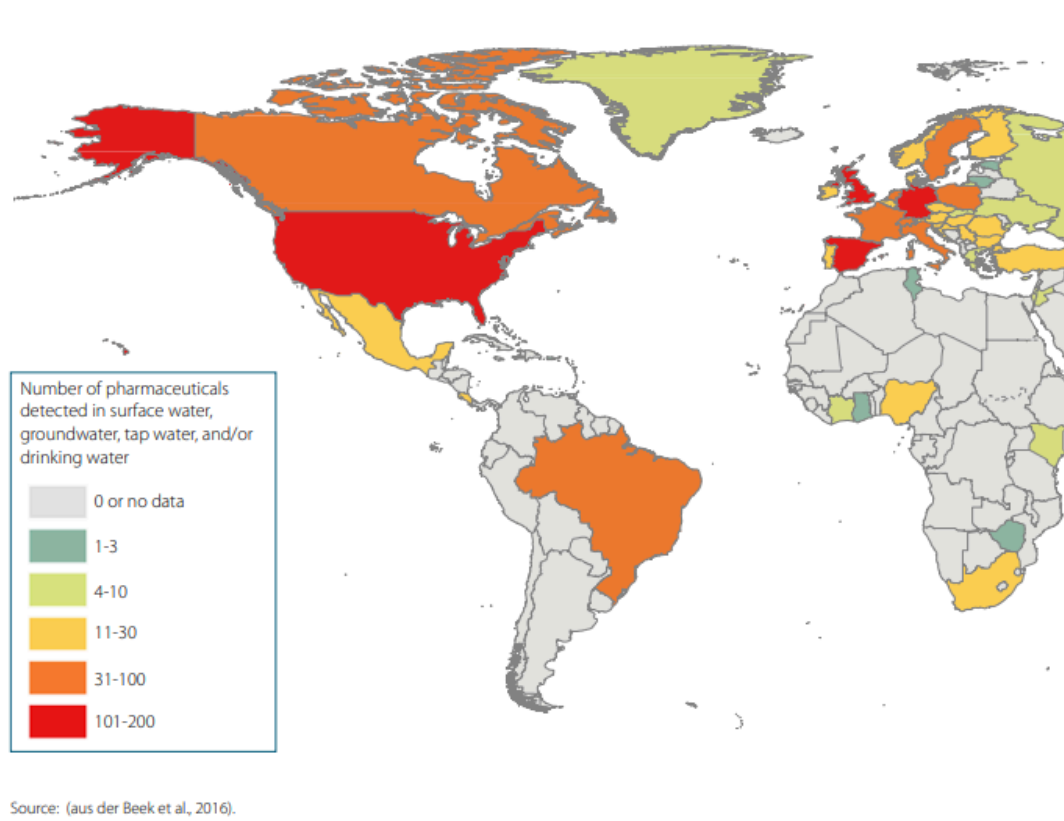 Number of pharmaceuticals
detected in surface water,
groundwater, tap water, and/or
drinking water
0 or no data
1-3
4-10
11-30
31-100
101-200
Source: (aus der Beek et al., 2016).